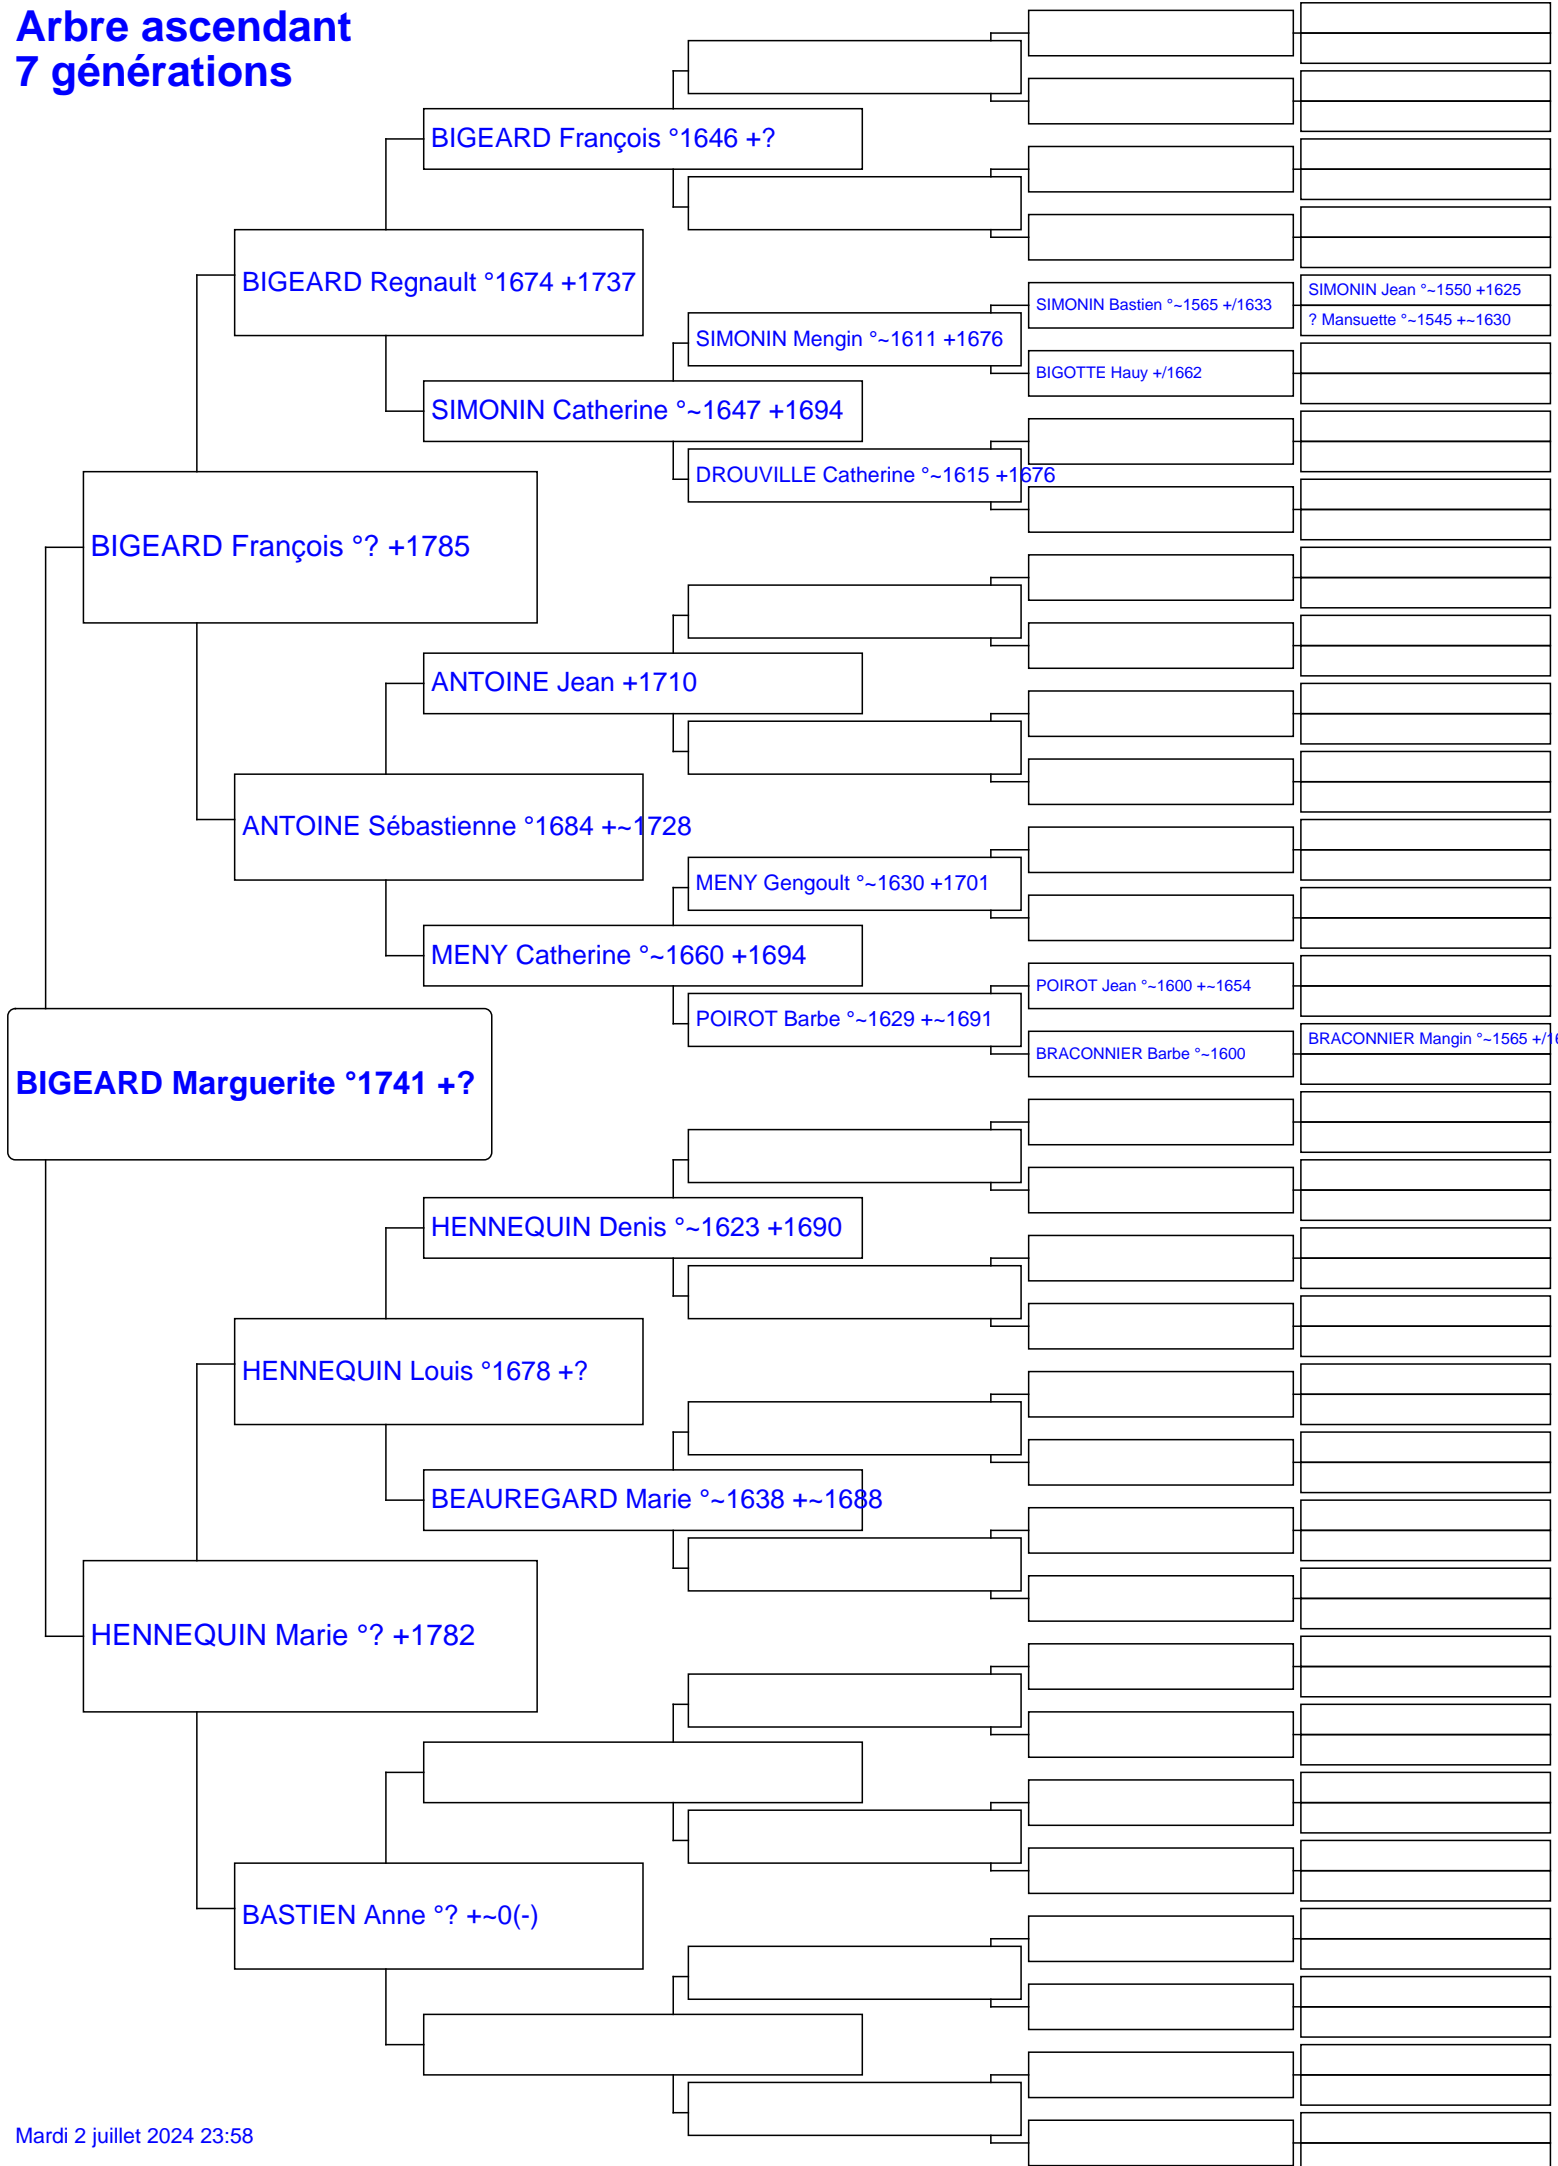 Arbre ascendant
7 générations
BIGEARD François °1646 +?
BIGEARD Regnault °1674 +1737
SIMONIN Jean °~1550 +1625
SIMONIN Bastien °~1565 +/1633
? Mansuette °~1545 +~1630
SIMONIN Mengin °~1611 +1676
BIGOTTE Hauy +/1662
SIMONIN Catherine °~1647 +1694
DROUVILLE Catherine °~1615 +1676
BIGEARD François °? +1785
ANTOINE Jean +1710
ANTOINE Sébastienne °1684 +~1728
MENY Gengoult °~1630 +1701
MENY Catherine °~1660 +1694
POIROT Jean °~1600 +~1654
POIROT Barbe °~1629 +~1691
BRACONNIER Mangin °~1565 +/
BRACONNIER Barbe °~1600
BIGEARD Marguerite °1741 +?
HENNEQUIN Denis °~1623 +1690
HENNEQUIN Louis °1678 +?
BEAUREGARD Marie °~1638 +~1688
HENNEQUIN Marie °? +1782
BASTIEN Anne °? +~0(-)
Mardi 2 juillet 2024 23:58